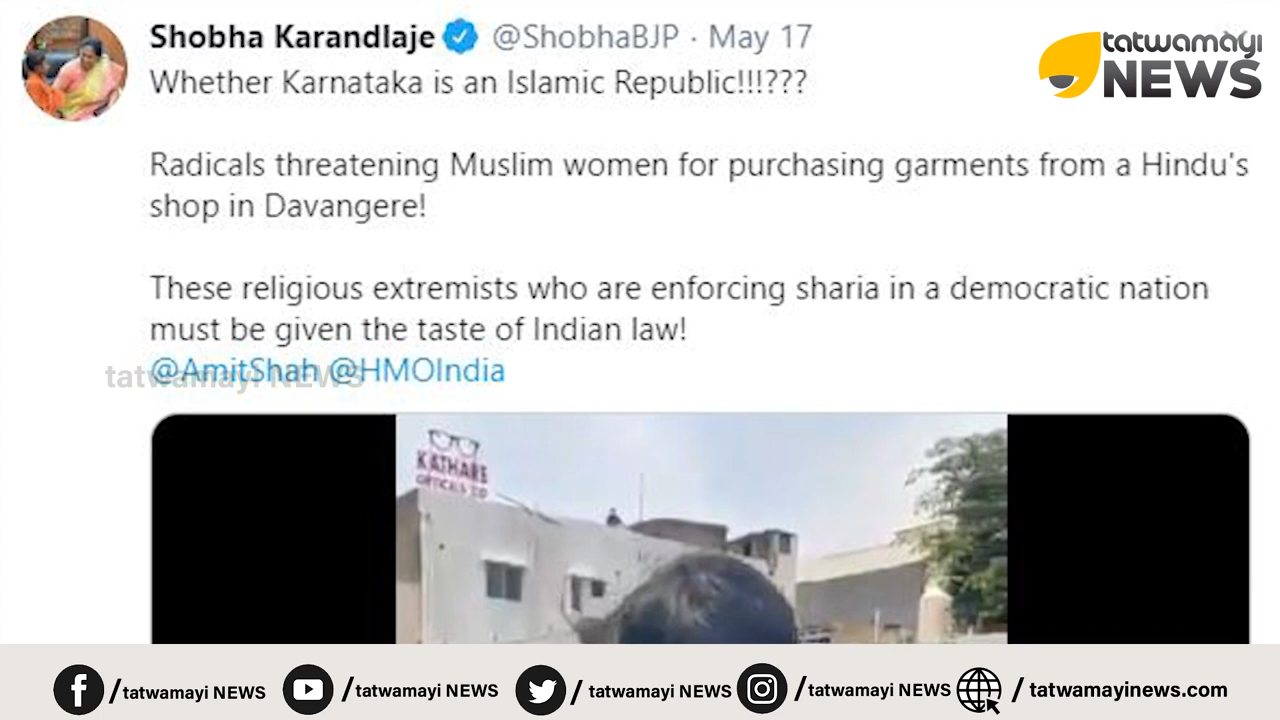 Shobha Karandlaje @ShobhaBJP · May 17
tatwamayi
NEWS
Whether Karnataka is an Islamic Republic!!!???
Radicals threatening Muslim women for purchasing garments from a Hindu's
shop in Davangere!
These religious extremists who are enforcing sharia in a democratic nation
must be given the taste of Indian law!
@AmitShah @HMOIndia
tatwamayi NEWS
KATHARE
OPTICALS CO
/tatwamayi NEWS /tatwamayi NEWS / tatwamayi NEWS /tatwamayi NEWS / tatwamayinews.com